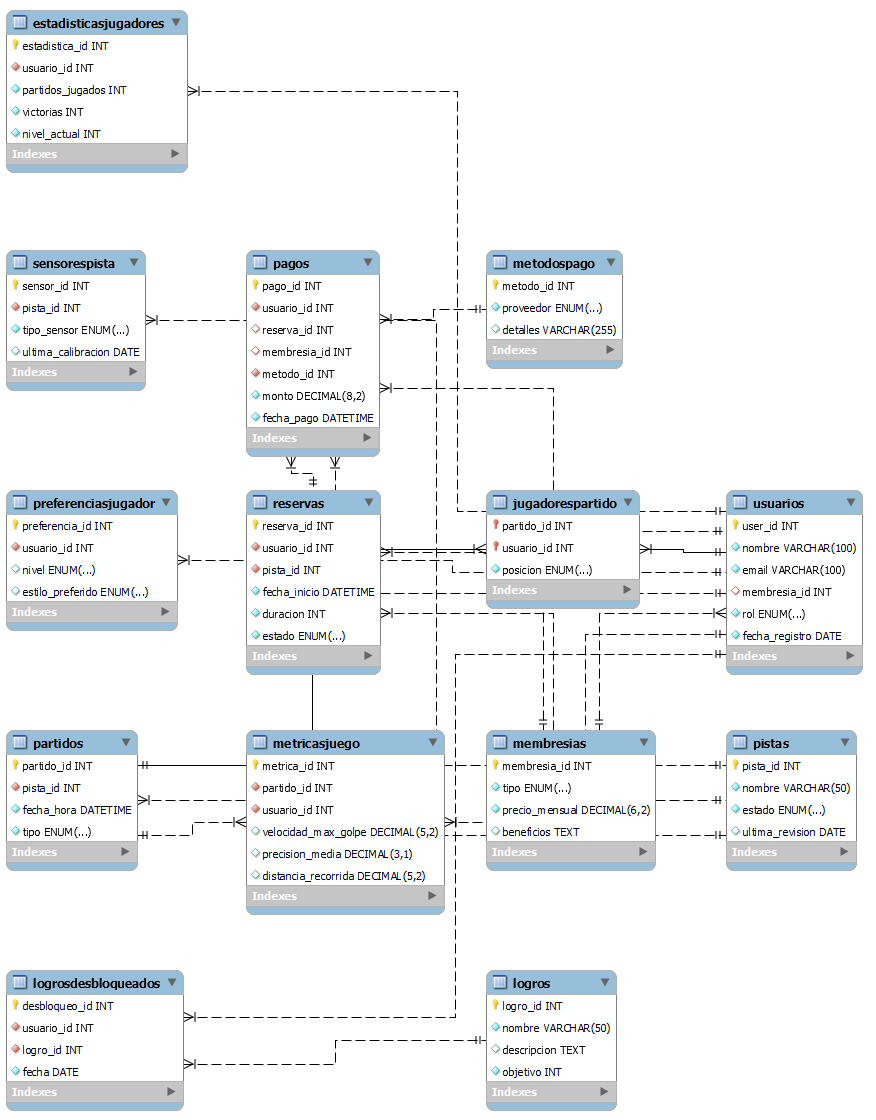 estadisticasjugadores
estadistica_id INT
usuario_id INT
partidos_jugados INT
victorias INT
nivel_actual INT
Indexes
sensorespista
sensor_id INT
pista_id INT
tipo_sensor ENUM(...)
ultima_calibracion DATE
Indexes
pagos
pago_id INT
usuario_id INT
reserva_id INT
membresia_id INT
metodo_id INT
monto DECIMAL(8,2)
fecha_pago DATETIME
Indexes
metodospago
metodo_id INT
proveedor ENUM(...)
detalles VARCHAR(255)
Indexes
preferenciasjugador
preferencia_id INT
usuario_id INT
nivel ENUM(...)
estilo_preferido ENUM(...)
Indexes
reservas
reserva_id INT
usuario_id INT
pista_id INT
fecha_inicio DATETIME
duracion INT
estado ENUM(...)
Indexes
jugadorespartido
partido_id INT
usuario_id INT
posicion ENUM(...)
Indexes
usuarios
user_id INT
nombre VARCHAR(100)
email VARCHAR(100)
membresia_id INT
rol ENUM(...)
fecha_registro DATE
Indexes
partidos
partido_id INT
pista_id INT
fecha_hora DATETIME
tipo ENUM(...)
Indexes
metricasjuego
metrica_id INT
partido_id INT
usuario_id INT
velocidad_max_golpe DECIMAL(5,2)
precision_media DECIMAL(3,1)
distancia_recorrida DECIMAL(5,2)
Indexes
membresias
membresia_id INT
tipo ENUM(...)
precio_mensual DECIMAL(6,2)
beneficios TEXT
Indexes
pistas
pista_id INT
nombre VARCHAR(50)
estado ENUM(...)
ultima_revision DATE
Indexes
logrosdesbloqueados
desbloqueo_id INT
usuario_id INT
logro_id INT
fecha DATE
Indexes
logros
logro_id INT
nombre VARCHAR(50)
descripcion TEXT
objetivo INT
Indexes